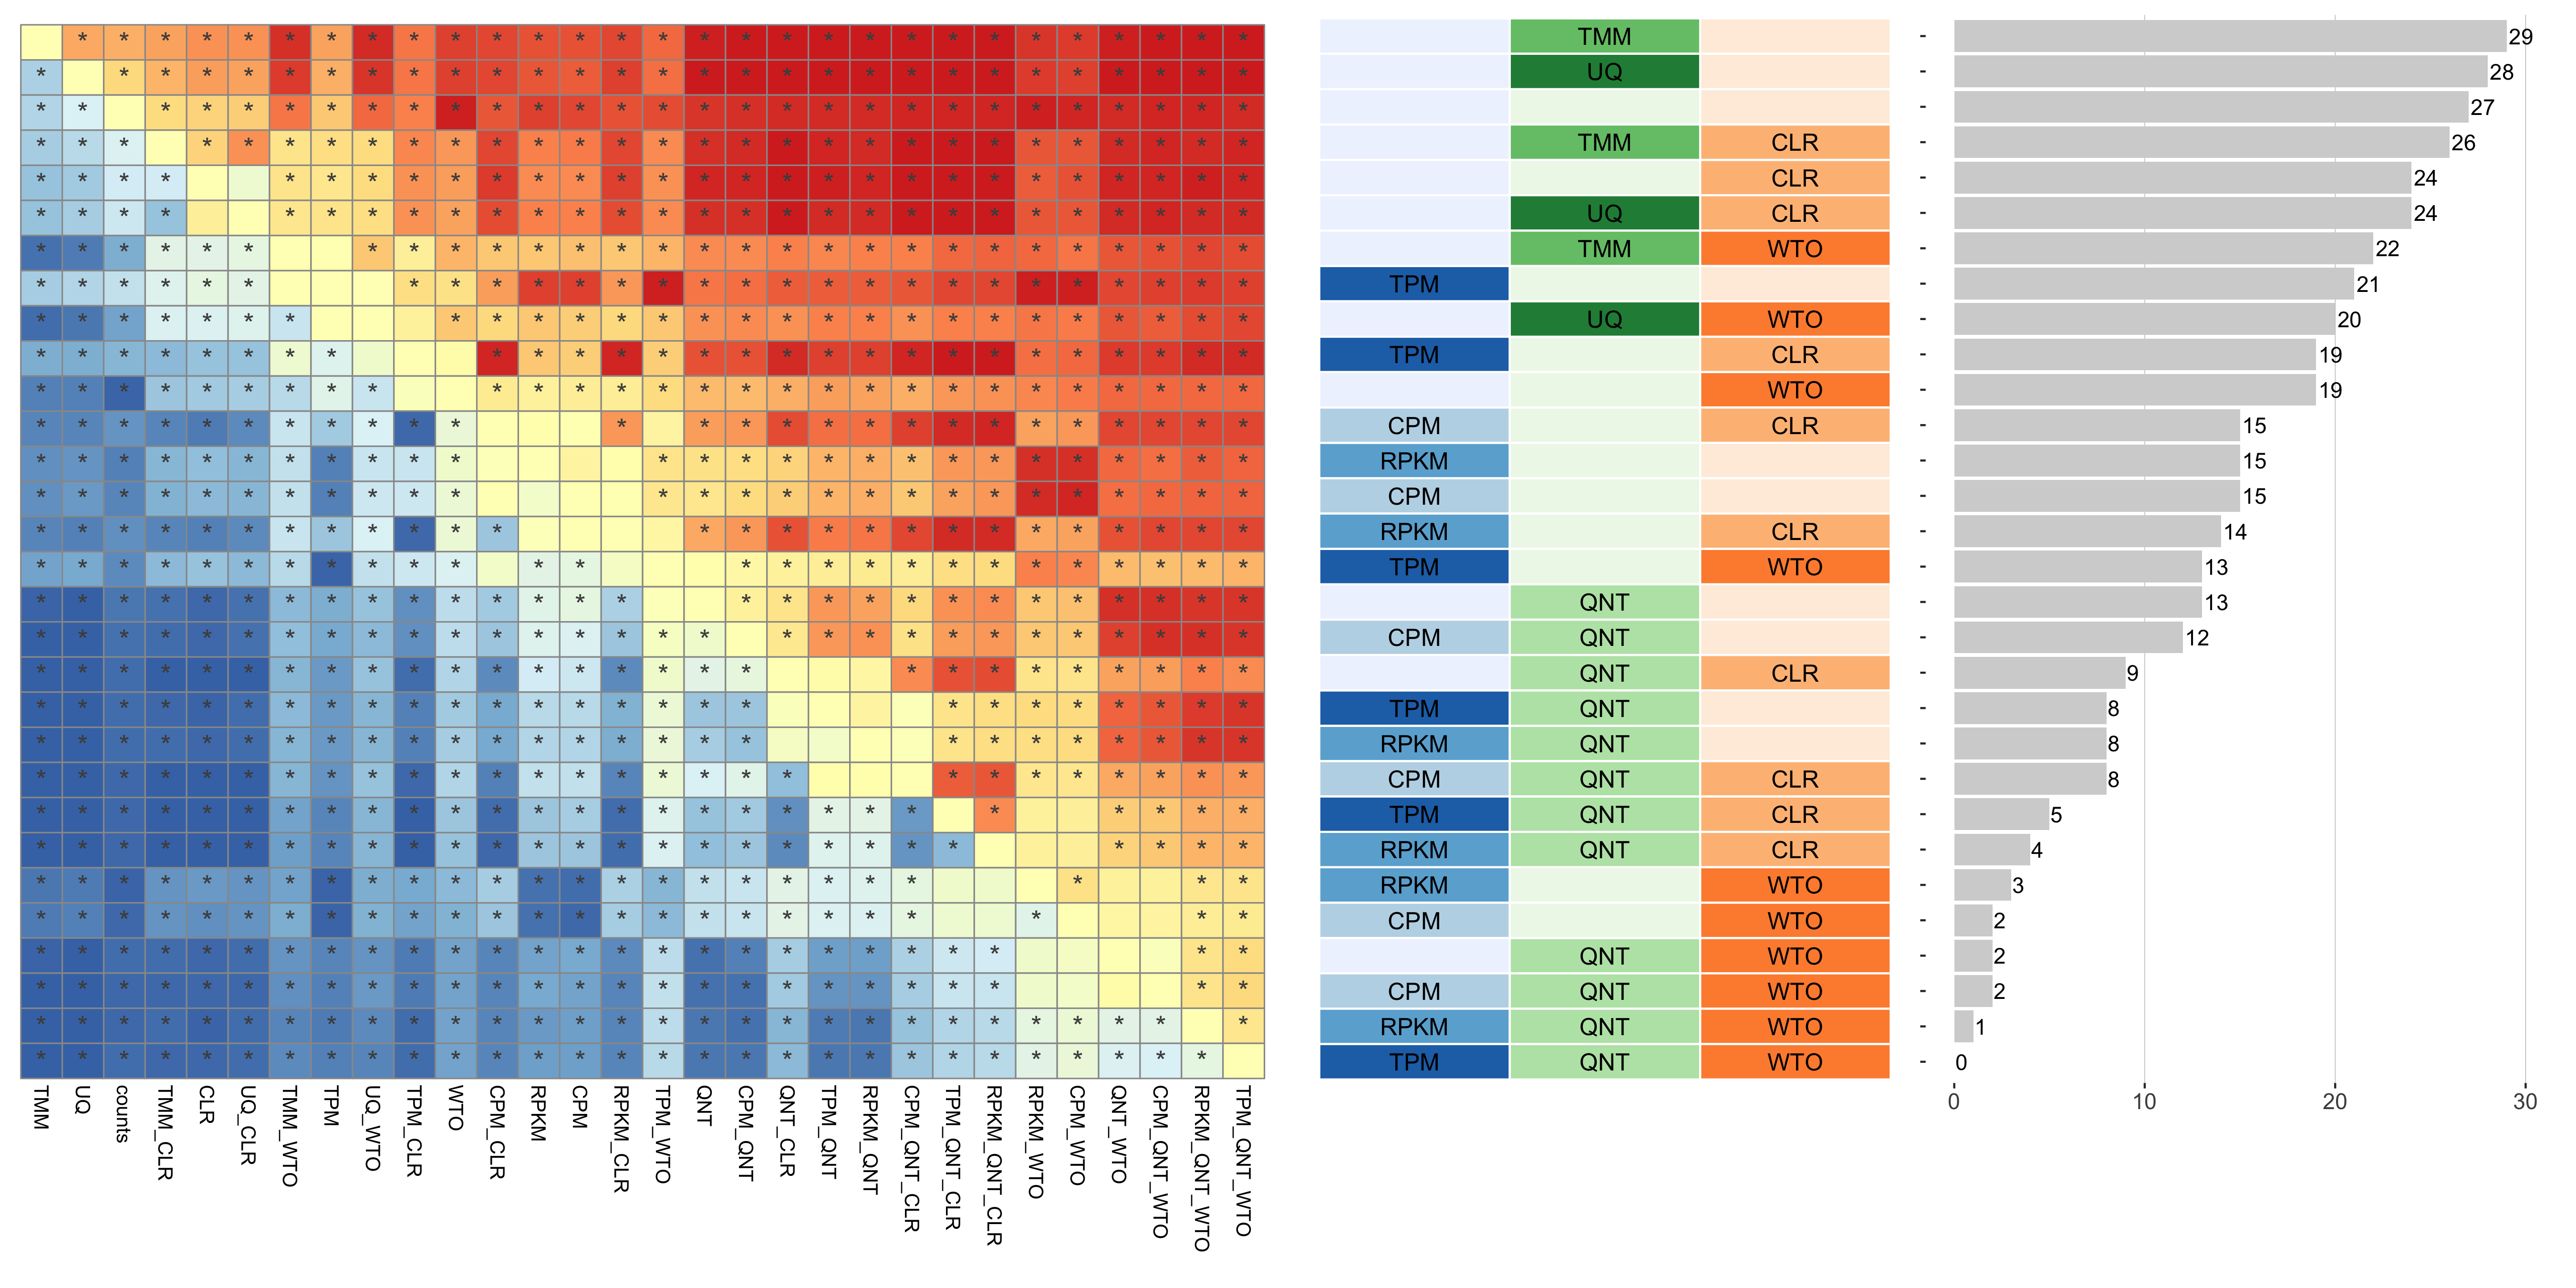 TMM - 29
UQ - 28
- 27
TMM CLR - 26
CLR - 24
UQ CLR - 24
TMM WTO - 22
TPM - 21
UQ WTO - 20
TPM CLR - 19
WTO - 19
CPM CLR - 15
RPKM - 15
CPM - 15
RPKM CLR - 14
TPM WTO - 13
QNT - 13
CPM QNT - 12
QNT CLR - 9
TPM QNT - 8
RPKM QNT - 8
CPM QNT CLR - 8
TPM QNT CLR - 5
RPKM QNT CLR - 4
RPKM WTO - 3
CPM WTO - 2
QNT WTO - 2
CPM QNT WTO - 2
RPKM QNT WTO - 1
TPM QNT WTO - 0
0 10 20 30
TMM
UQ
counts
TMM_CLR
CLR
UQ_CLR
TMM_WTO
TPM
UQ_WTO
TPM_CLR
WTO
CPM_CLR
RPKM
CPM
RPKM_CLR
TPM_WTO
QNT
CPM_QNT
QNT_CLR
TPM_QNT
RPKM_QNT
CPM_QNT_CLR
TPM_QNT_CLR
RPKM_QNT_CLR
RPKM_WTO
CPM_WTO
QNT_WTO
CPM_QNT_WTO
RPKM_QNT_WTO
TPM_QNT_WTO